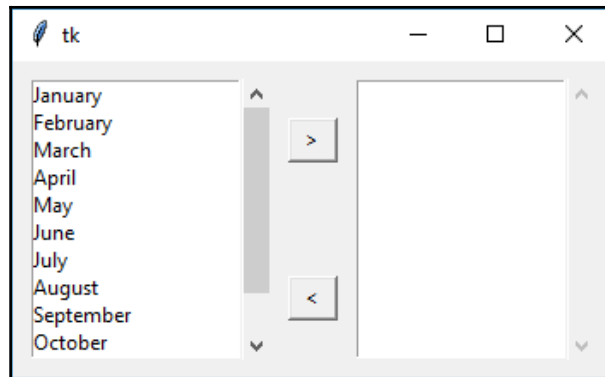 tk
January
February
March
April
May
June
July
August
September
October
>
<